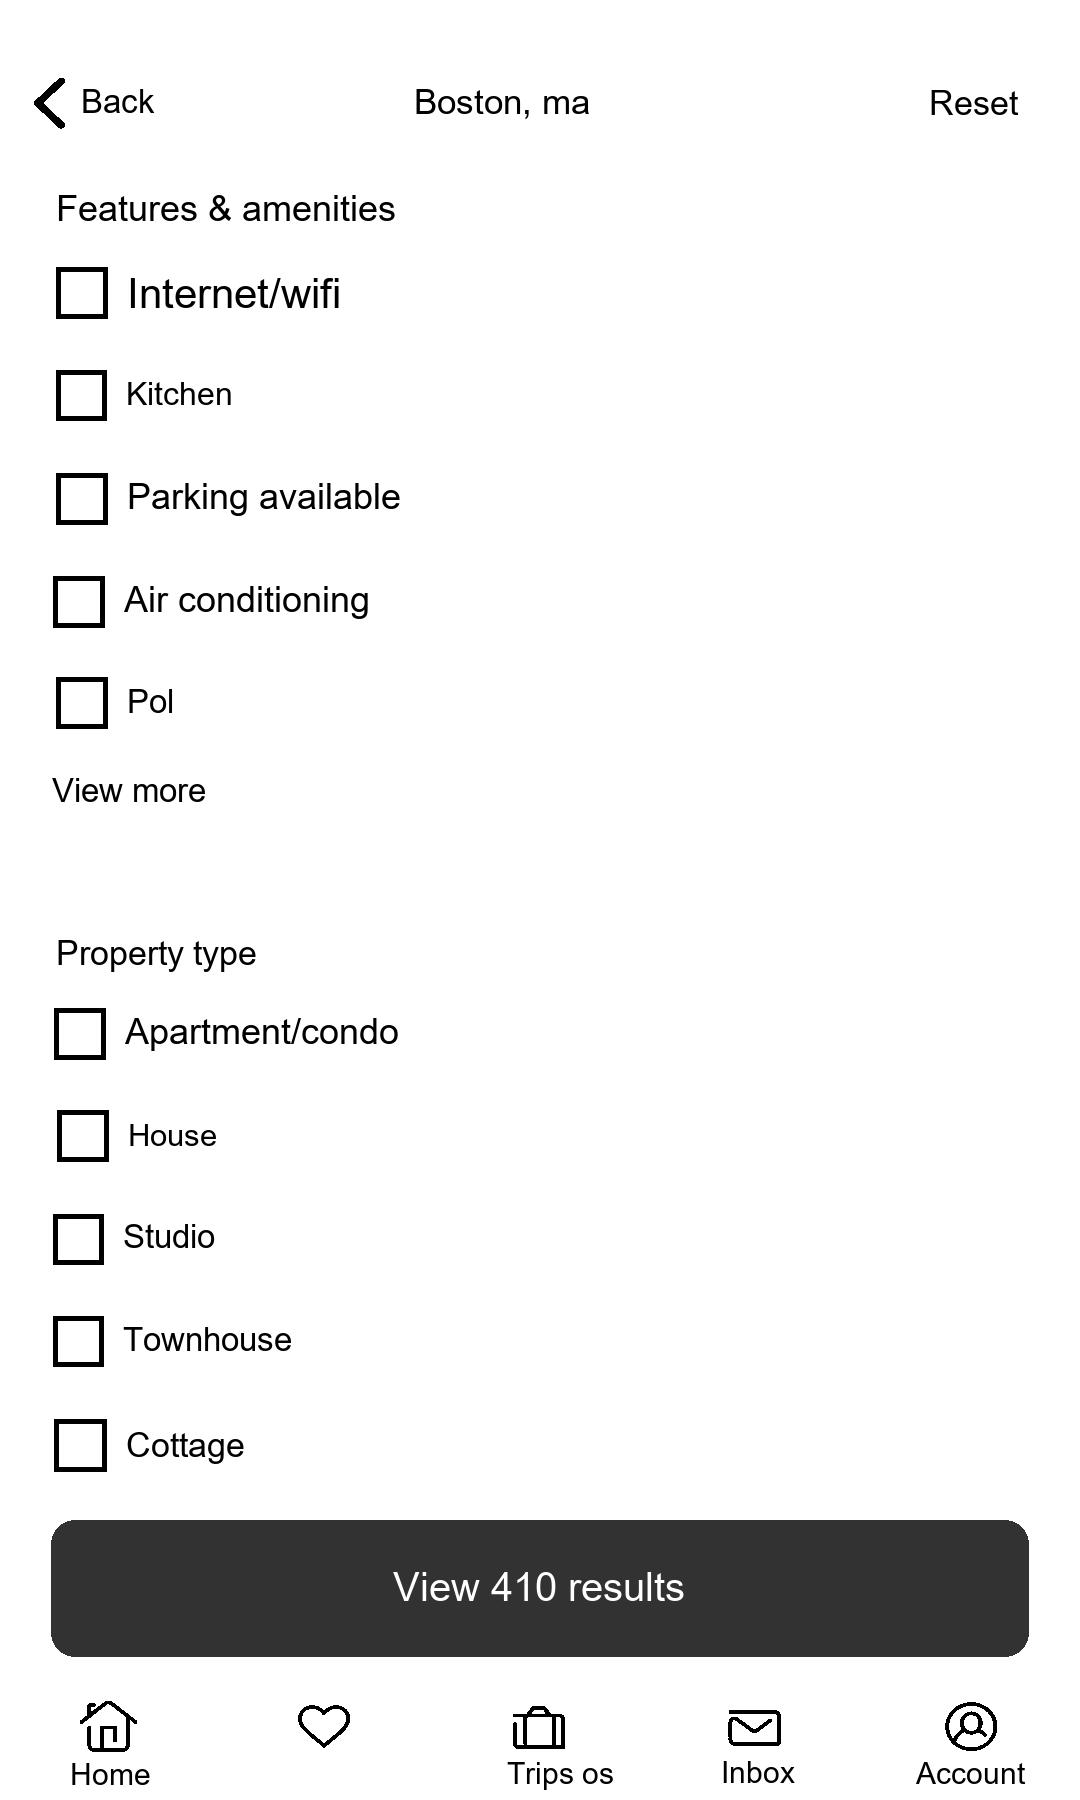 Back Boston, ma Reset
Features & amenities
Internet/wifi
Kitchen
Parking available
Air conditioning
Pol
View more
Property type
Apartment/condo
House
Studio
Townhouse
Cottage
View 410 results
Home Trips os Inbox Account